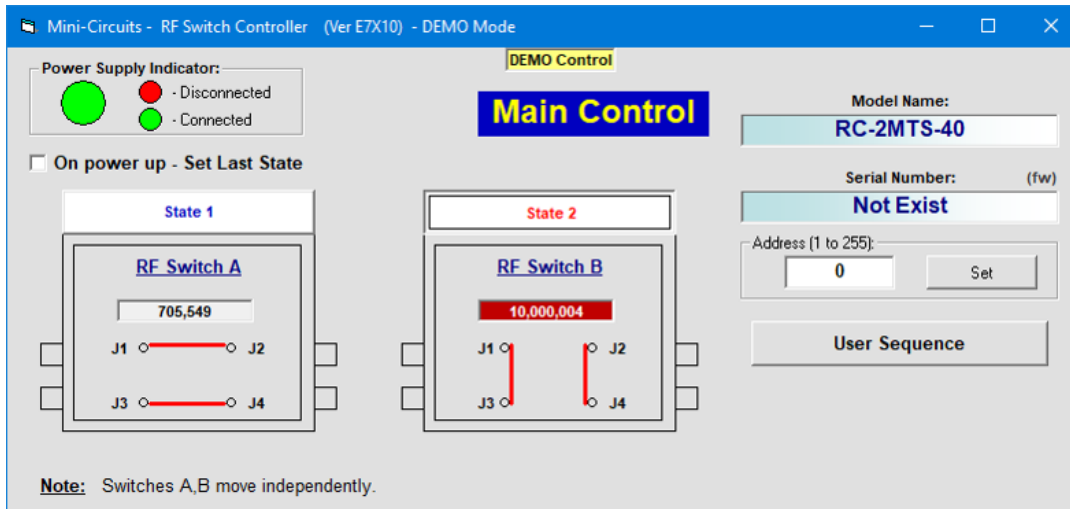 Mini-Circuits - RF Switch Controller (Ver E7X10) - DEMO Mode
DEMO Control
Power Supply Indicator:
- Disconnected
- Connected
Main Control
Model Name:
RC-2MTS-40
On power up - Set Last State
Serial Number: (fw)
Not Exist
State 1
State 2
Address (1 to 255):
0 Set
RF Switch A
RF Switch B
705,549
10,000,004
User Sequence
J1 J2
J1 J2
J3 J4
J3 J4
Note: Switches A,B move independently.